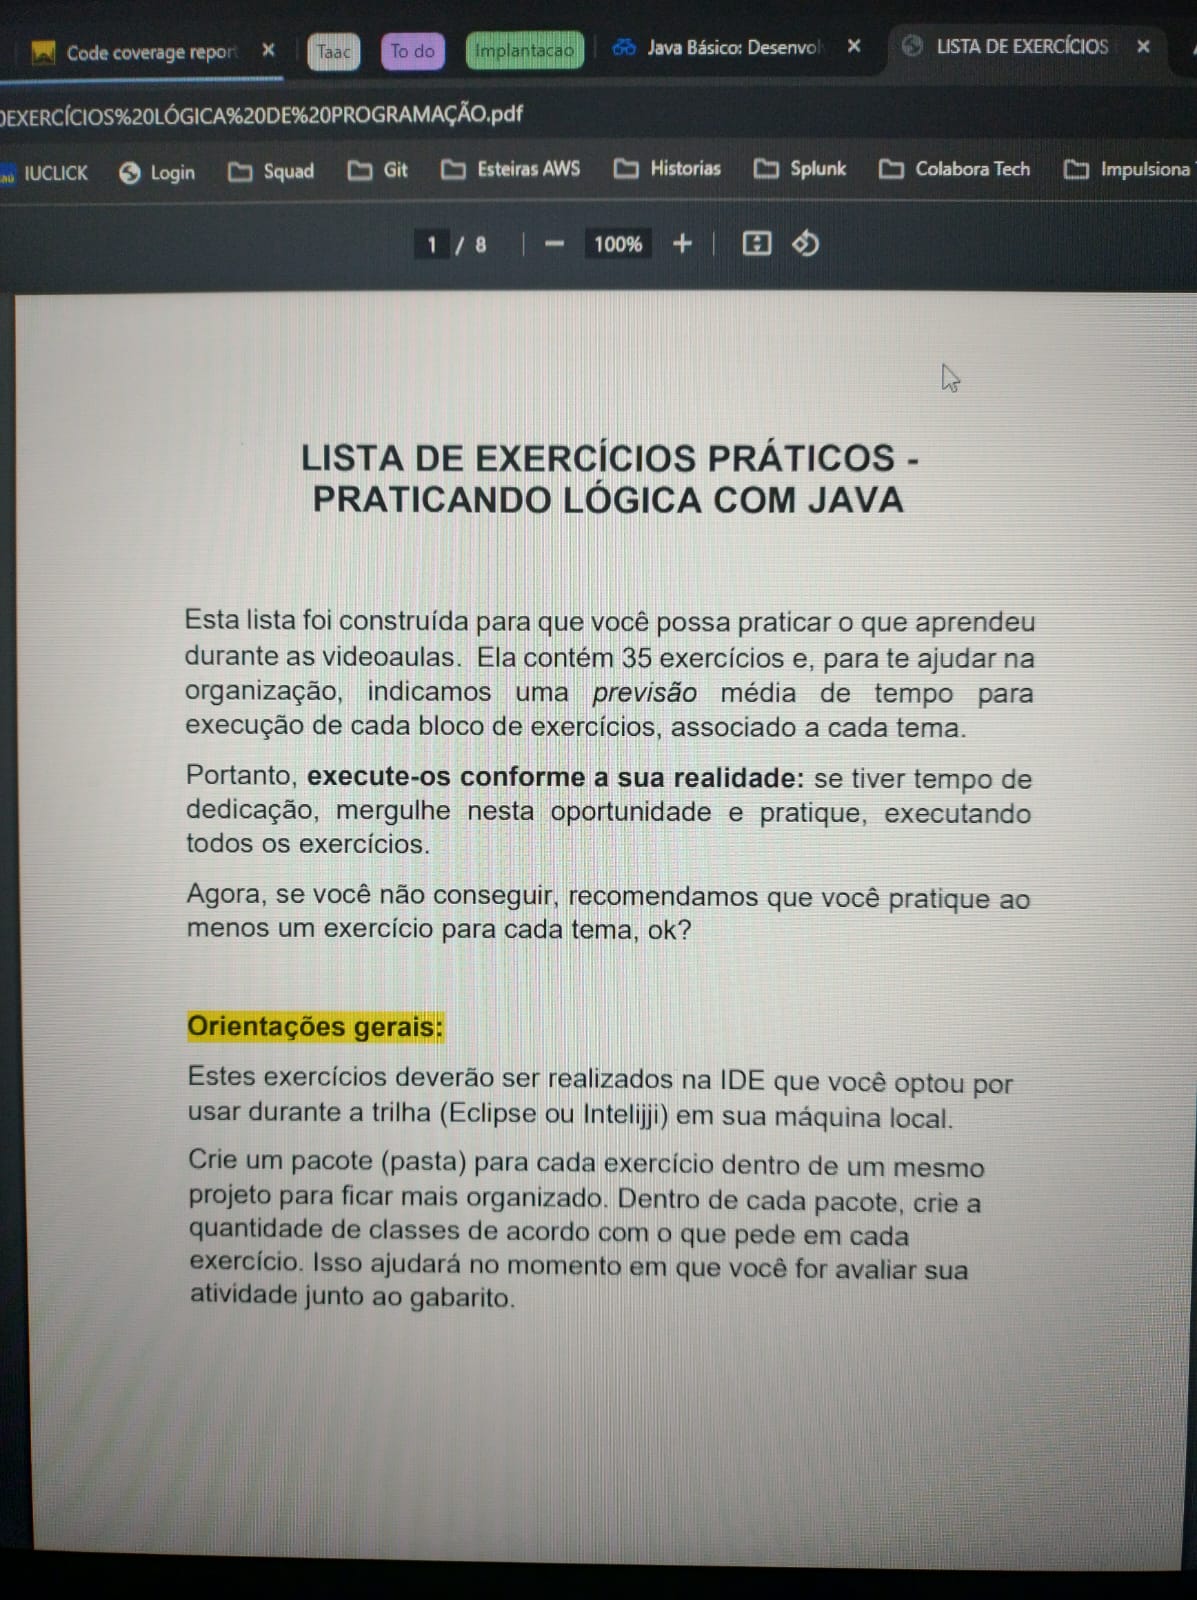 Code coverage repor
Taac
To do
Implantacao
Java Básico: Desenvol
LISTA DE EXERCÍCIOS
EXERCÍCIOS%20LÓGICA%20DE%20PROGRAMAÇÃO.pdf
IUCLICK Login Squad Git Esteiras AWS Historias Splunk Colabora Tech Impulsiona
1 / 8 100%
LISTA DE EXERCÍCIOS PRÁTICOS -
PRATICANDO LÓGICA COM JAVA
Esta lista foi construída para que você possa praticar o que aprendeu
durante as videoaulas. Ela contém 35 exercícios e, para te ajudar na
organização, indicamos uma previsão média de tempo para
execução de cada bloco de exercícios, associado a cada tema.
Portanto, execute-os conforme a sua realidade: se tiver tempo de
dedicação, mergulhe nesta oportunidade e pratique, executando
todos os exercícios.
Agora, se você não conseguir, recomendamos que você pratique ao
menos um exercício para cada tema, ok?
Orientações gerais:
Estes exercícios deverão ser realizados na IDE que você optou por
usar durante a trilha (Eclipse ou Intelijji) em sua máquina local.
Crie um pacote (pasta) para cada exercício dentro de um mesmo
projeto para ficar mais organizado. Dentro de cada pacote, crie a
quantidade de classes de acordo com o que pede em cada
exercício. Isso ajudará no momento em que você for avaliar sua
atividade junto ao gabarito.